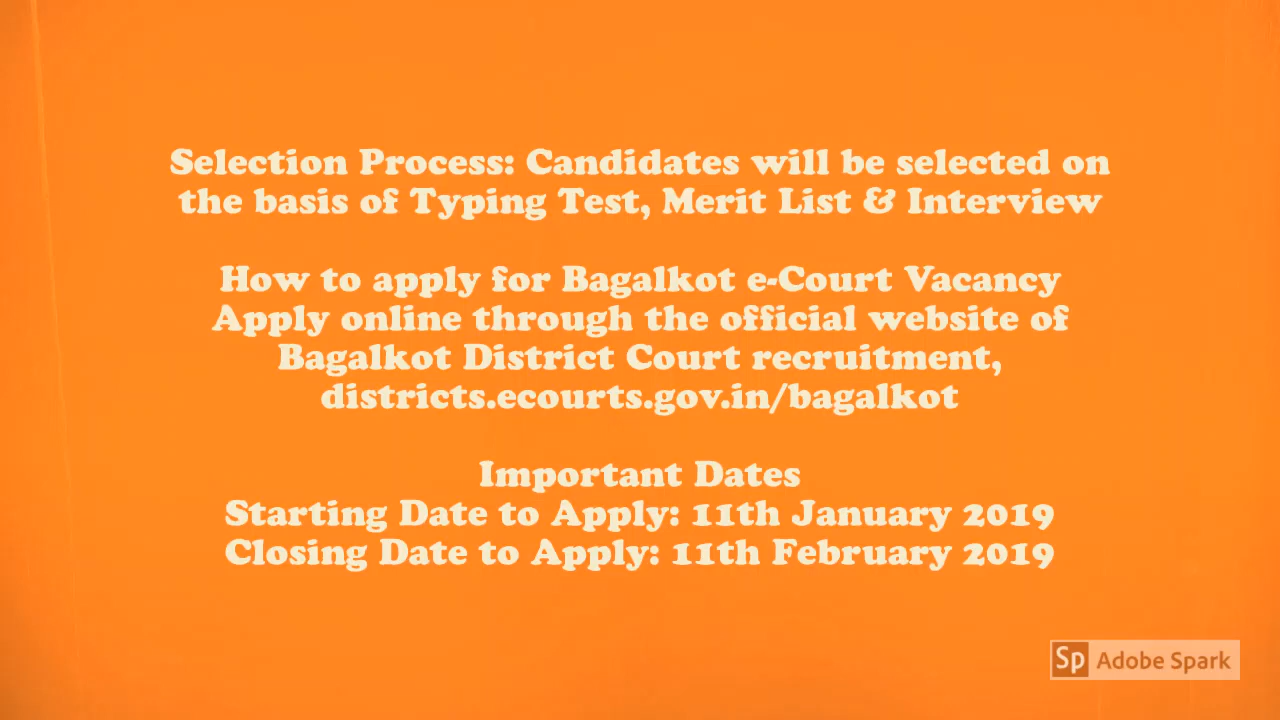 Selection Process: Candidates will be selected on
the basis of Typing Test, Merit List & Interview
How to apply for Bagalkot e-Court Vacancy
Apply online through the official website of
Bagalkot District Court recruitment,
districts.ecourts.gov.in/bagalkot
Important Dates
Starting Date to Apply: 11th January 2019
Closing Date to Apply: 11th February 2019
Sp Adobe Spark